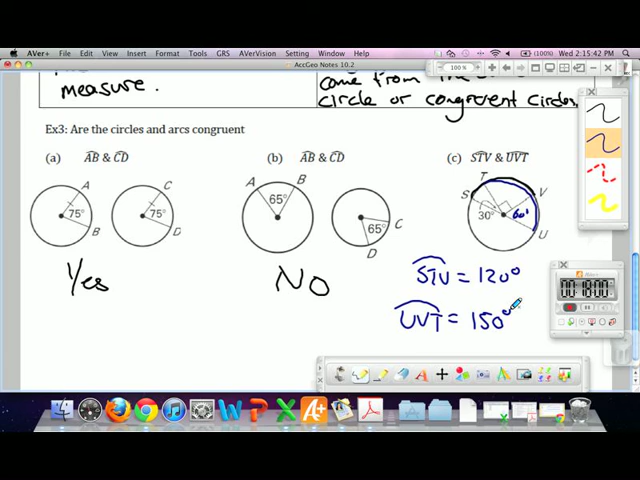 AVer+ File Edit View Insert Format Tools GRS AVerVision Setting Window Help (100%) Wed 2:15:42 PM
AccGeo Notes 10.2
100%
measure.
come from
circle or congruent circles.
Ex3: Are the circles and arcs congruent
(a) AB & CD
(b) AB & CD
(c) STV & UVT
A
75°
B
C
75°
D
A
B
65°
C
65°
D
T
S
V
30°
60°
U
Yes
NO
STV = 120°
UVT = 150°
00:18:00